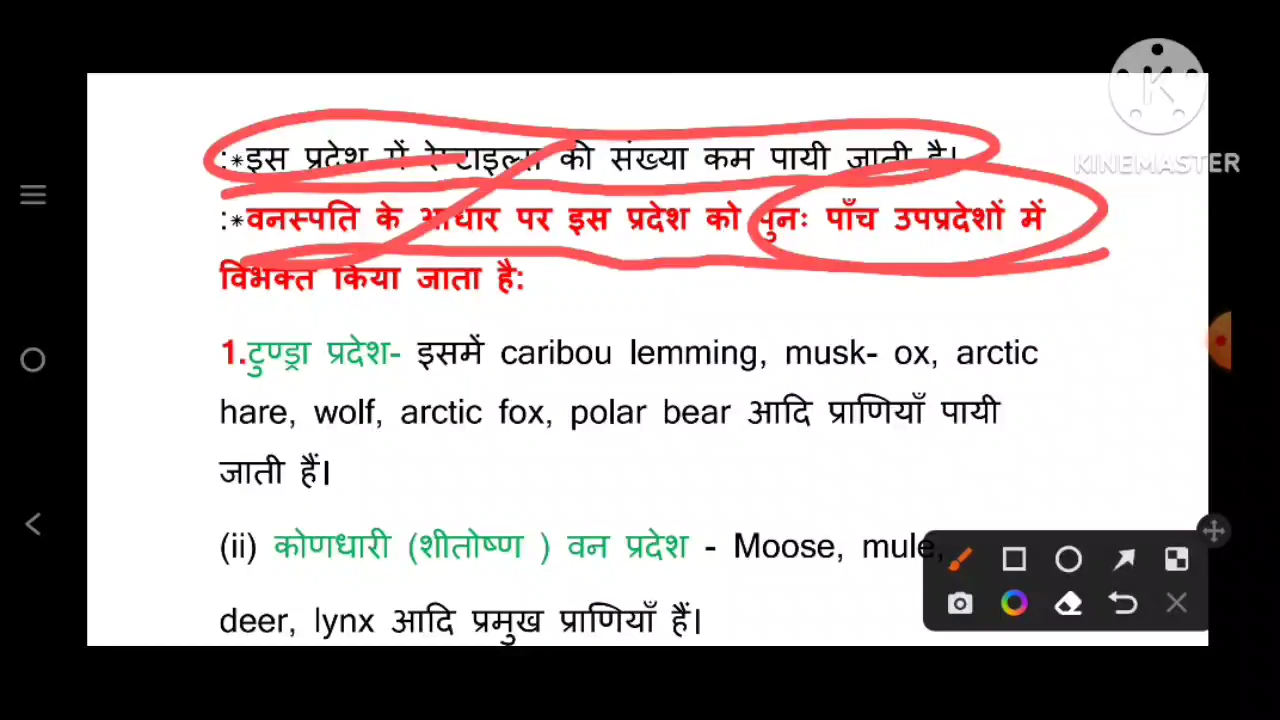 :*इस प्रदेश में रेप्टाइल्स की संख्या कम पायी जाती है।
:*वनस्पति के आधार पर इस प्रदेश को पुनः पाँच उपप्रदेशों में
विभक्त किया जाता है:
1.टुण्ड्रा प्रदेश- इसमें caribou lemming, musk- ox, arctic
hare, wolf, arctic fox, polar bear आदि प्राणियाँ पायी
जाती हैं।
(ii) कोणधारी (शीतोष्ण ) वन प्रदेश - Moose, mule,
deer, lynx आदि प्रमुख प्राणियाँ हैं।
KINEMASTER